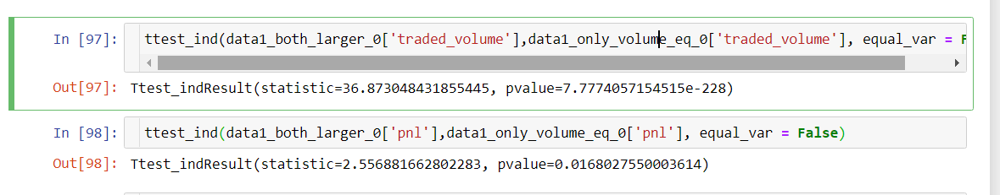 In [97]: ttest_ind(data1_both_larger_0['traded_volume'],data1_only_volume_eq_0['traded_volume'], equal_var = F
Out[97]: Ttest_indResult(statistic=36.873048431855445, pvalue=7.7774057154515e-228)
In [98]: ttest_ind(data1_both_larger_0['pnl'],data1_only_volume_eq_0['pnl'], equal_var = False)
Out[98]: Ttest_indResult(statistic=2.556881662802283, pvalue=0.0168027550003614)